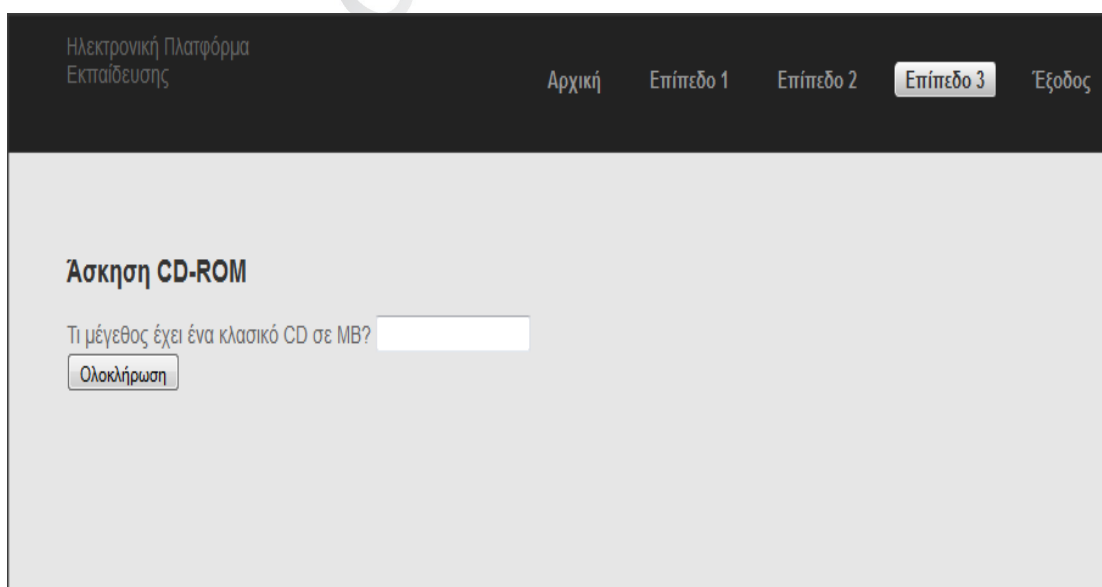 Ηλεκτρονική Πλατφόρμα
Εκπαίδευσης
Αρχική Επίπεδο 1 Επίπεδο 2 Επίπεδο 3 Έξοδος
Άσκηση CD-ROM
Τι μέγεθος έχει ένα κλασικό CD σε MB?
Ολοκλήρωση